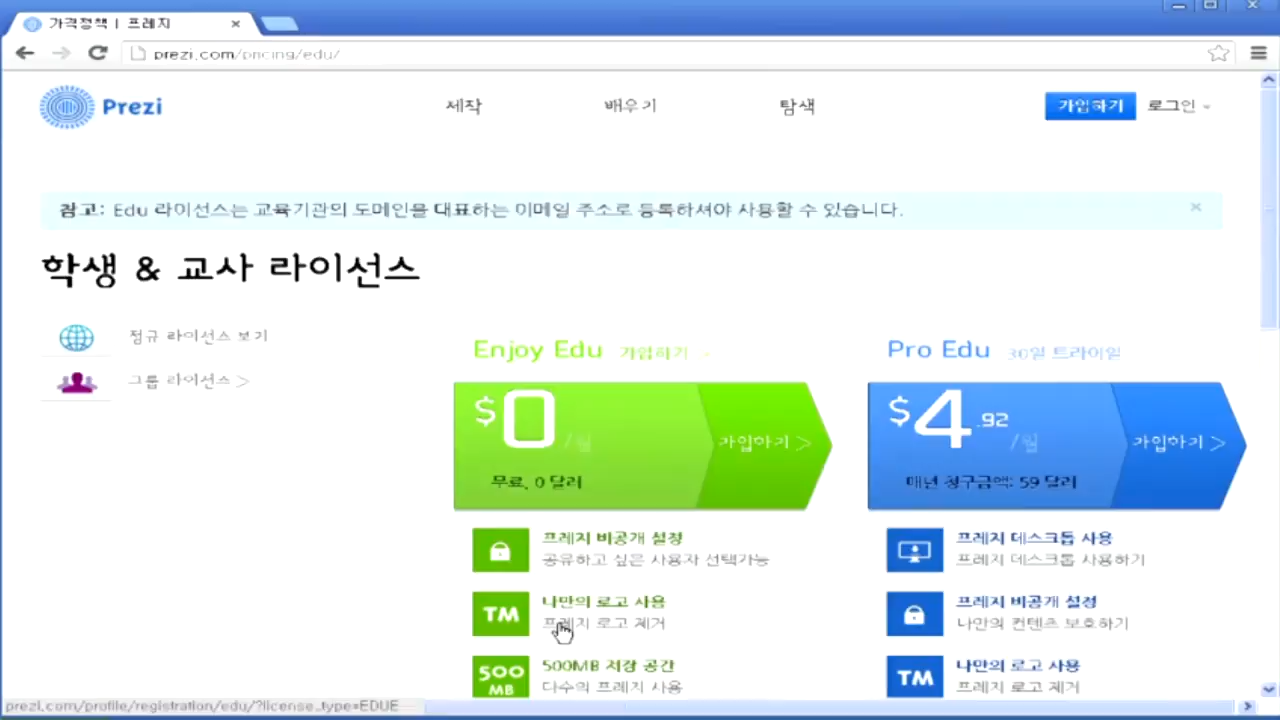 가격정책 | 프레지
prezi.com/pricing/edu/
Prezi
제작
배우기
탐색
가입하기
로그인
참고: Edu 라이선스는 교육기관의 도메인을 대표하는 이메일 주소로 등록하셔야 사용할 수 있습니다.
학생 & 교사 라이선스
정규 라이선스 보기
그룹 라이선스 >
Enjoy Edu 가입하기
$0 /월
무료, 0 달러
가입하기 >
프레지 비공개 설정
공유하고 싶은 사용자 선택가능
TM
나만의 로고 사용
프레지 로고 제거
500 MB
500MB 저장 공간
다수의 프레지 사용
Pro Edu 30일 트라이얼
$4.92 /월
매년 청구금액: 59 달러
가입하기 >
프레지 데스크톱 사용
프레지 데스크톱 사용하기
프레지 비공개 설정
나만의 컨텐츠 보호하기
TM
나만의 로고 사용
프레지 로고 제거
prezi.com/profile/registration/edu/?license_type=EDUE